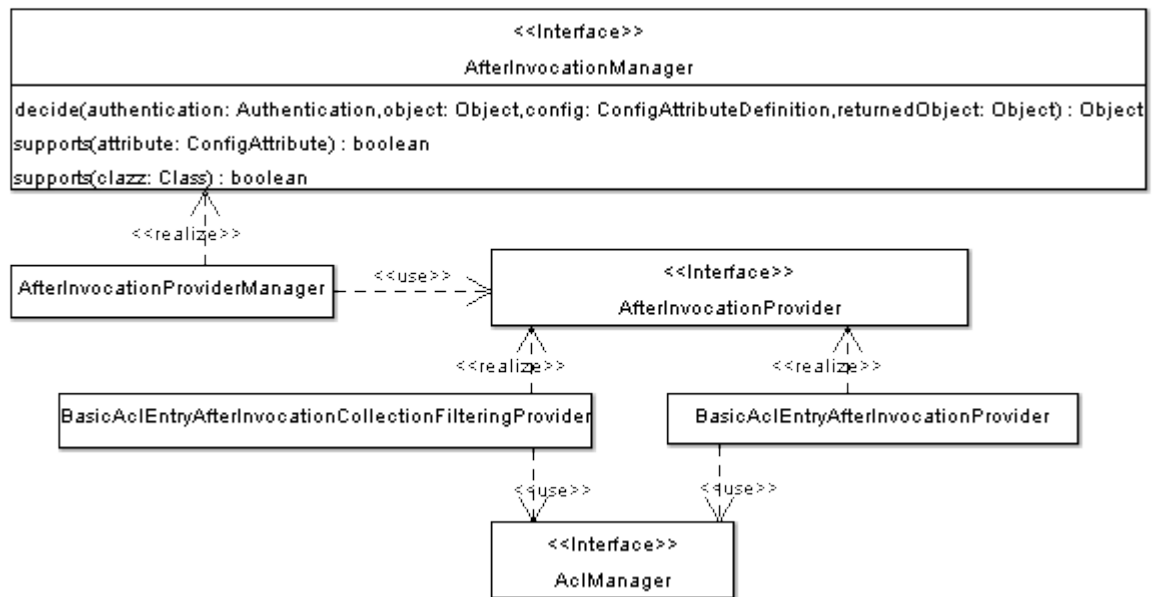 <<Interface>>
AfterInvocationManager
decide(authentication: Authentication,object: Object,config: ConfigAttributeDefinition,returnedObject: Object) : Object
supports(attribute: ConfigAttribute) : boolean
supports(clazz: Class) : boolean
<<realize>>
AfterInvocationProviderManager
<<use>>
<<Interface>>
AfterInvocationProvider
<<realize>>
<<realize>>
BasicAclEntryAfterInvocationCollectionFilteringProvider
BasicAclEntryAfterInvocationProvider
<<use>>
<<use>>
<<Interface>>
AclManager